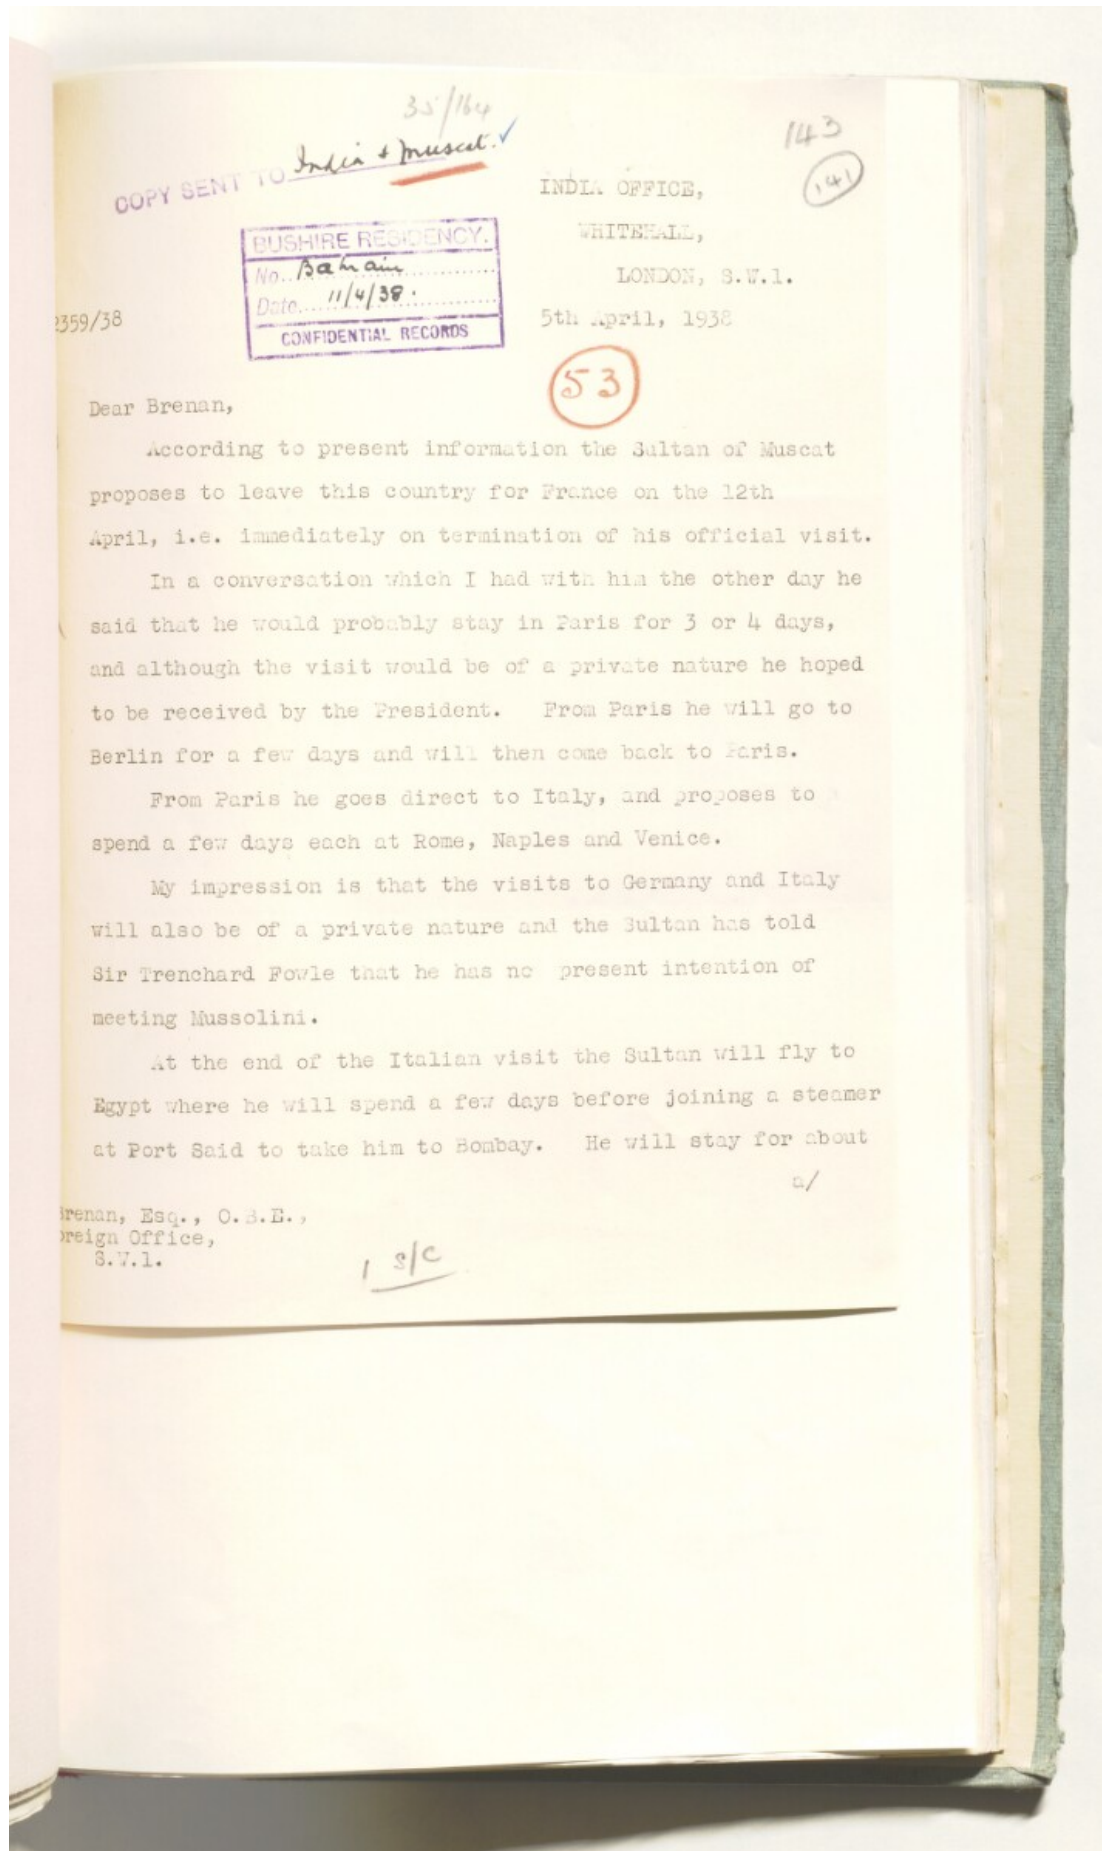 35/164
COPY SENT TO India & Muscat.
143
141
INDIA OFFICE,
WHITEHALL,
LONDON, S.W.1.
BUSHIRE RESIDENCY.
No. Bahrain
Date 11/4/38.
CONFIDENTIAL RECORDS
2359/38
5th April, 1938
53
Dear Brenan,
According to present information the Sultan of Muscat
proposes to leave this country for France on the 12th
April, i.e. immediately on termination of his official visit.
In a conversation which I had with him the other day he
said that he would probably stay in Paris for 3 or 4 days,
and although the visit would be of a private nature he hoped
to be received by the President. From Paris he will go to
Berlin for a few days and will then come back to Paris.
From Paris he goes direct to Italy, and proposes to
spend a few days each at Rome, Naples and Venice.
My impression is that the visits to Germany and Italy
will also be of a private nature and the Sultan has told
Sir Trenchard Fowle that he has no present intention of
meeting Mussolini.
At the end of the Italian visit the Sultan will fly to
Egypt where he will spend a few days before joining a steamer
at Port Said to take him to Bombay. He will stay for about
a/
Brenan, Esq., O.B.E.,
oreign Office,
S.W.1.
1 S/C